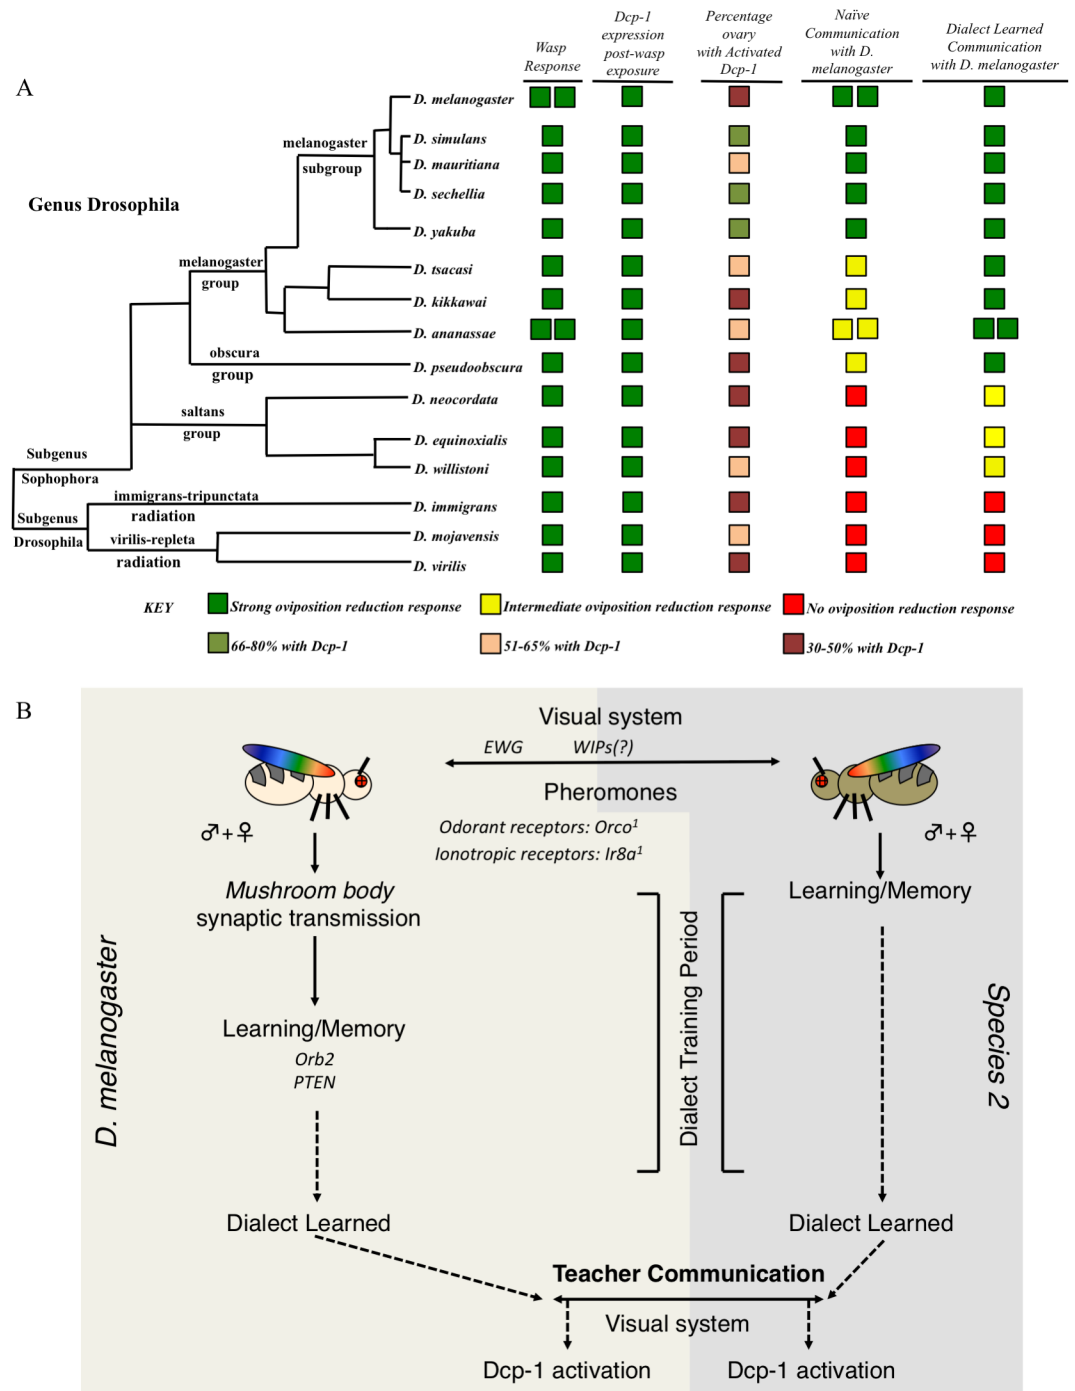 A
Wasp
Response
Dcp-1
expression
post-wasp
exposure
Percentage
ovary
with Activated
Dcp-1
Naïve
Communication
with D.
melanogaster
Dialect Learned
Communication
with D. melanogaster
Genus Drosophila
melanogaster
subgroup
melanogaster
group
obscura
group
saltans
group
Subgenus
Sophophora
Subgenus
Drosophila
immigrans-tripunctata
radiation
virilis-repleta
radiation
D. melanogaster
D. simulans
D. mauritiana
D. sechellia
D. yakuba
D. tsacasi
D. kikkawai
D. ananassae
D. pseudoobscura
D. neocordata
D. equinoxialis
D. willistoni
D. immigrans
D. mojavensis
D. virilis
KEY
Strong oviposition reduction response
Intermediate oviposition reduction response
No oviposition reduction response
66-80% with Dcp-1
51-65% with Dcp-1
30-50% with Dcp-1
B
Visual system
EWG WIPs(?)
Pheromones
Odorant receptors: Orco1
Ionotropic receptors: Ir8a1
♂+♀
♂+♀
Mushroom body
synaptic transmission
Learning/Memory
Learning/Memory
Orb2
PTEN
D. melanogaster
Dialect Training Period
Species 2
Dialect Learned
Dialect Learned
Teacher Communication
Visual system
Dcp-1 activation
Dcp-1 activation